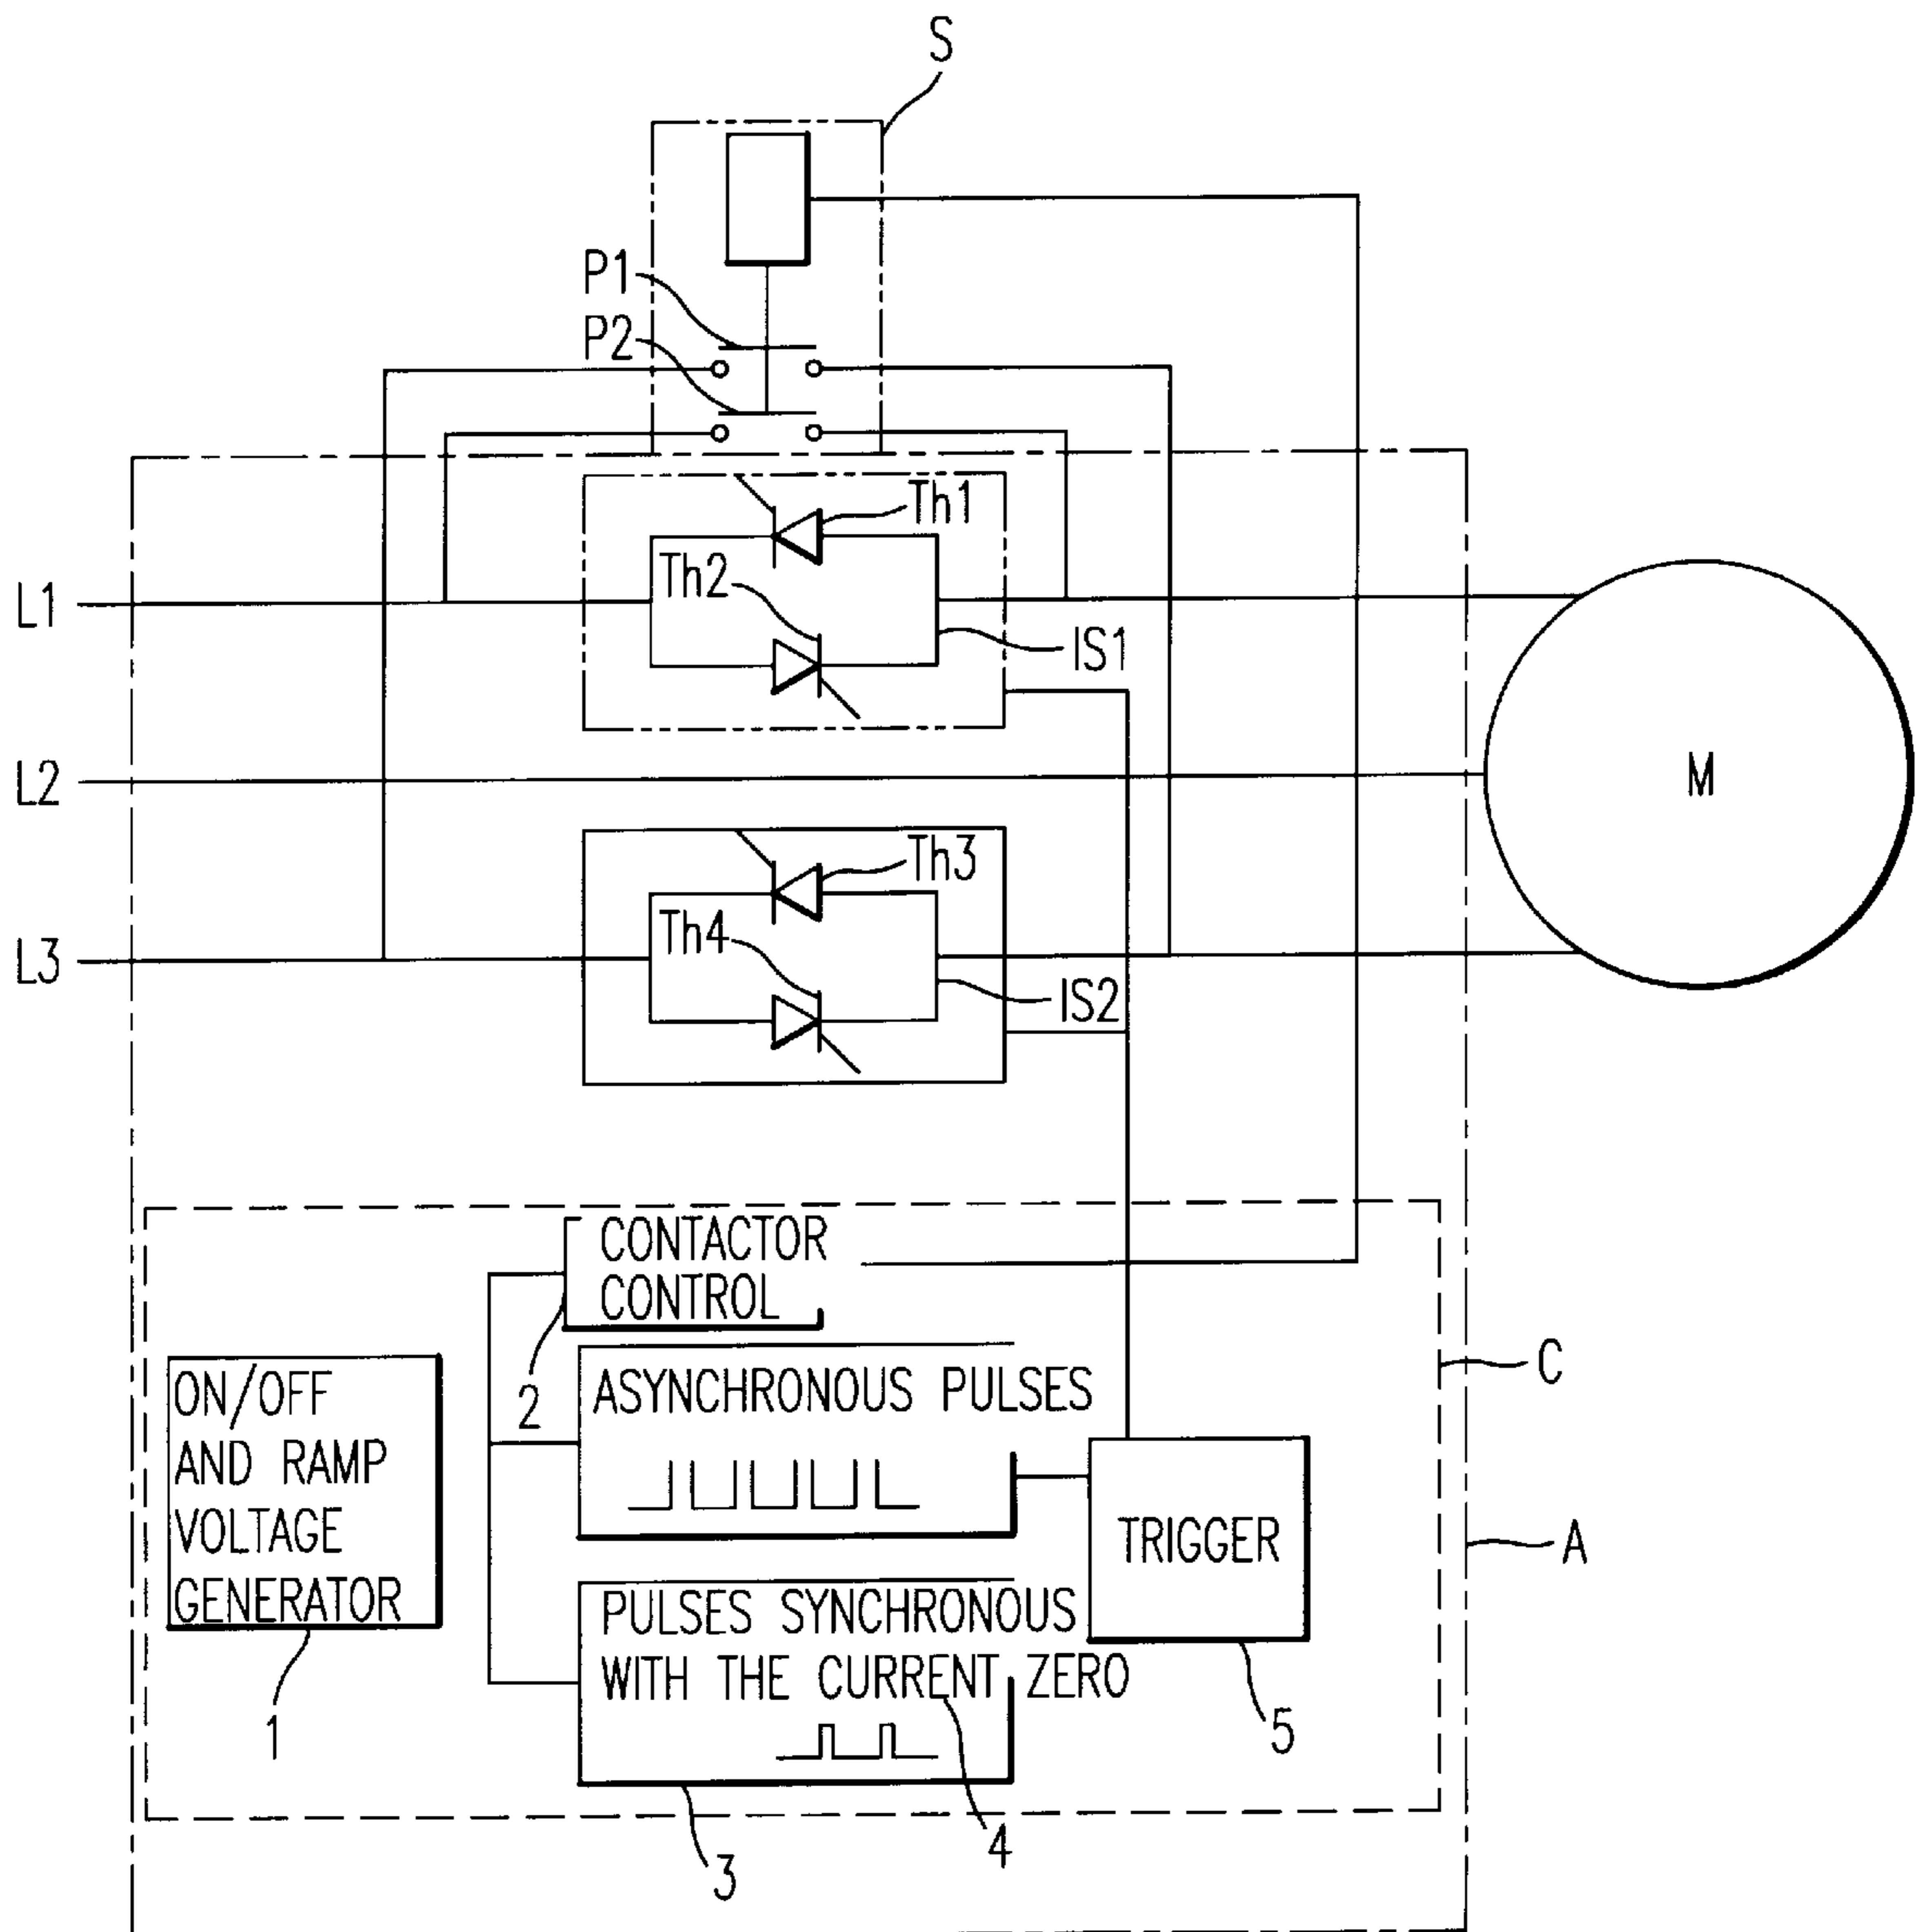 S
P1
P2
Th1
Th2
L1
IS1
L2
M
Th3
Th4
L3
IS2
CONTACTOR
CONTROL
2
C
ON/OFF
AND RAMP
VOLTAGE
GENERATOR
1
ASYNCHRONOUS PULSES
TRIGGER
A
PULSES SYNCHRONOUS
WITH THE CURRENT ZERO
5
4
3